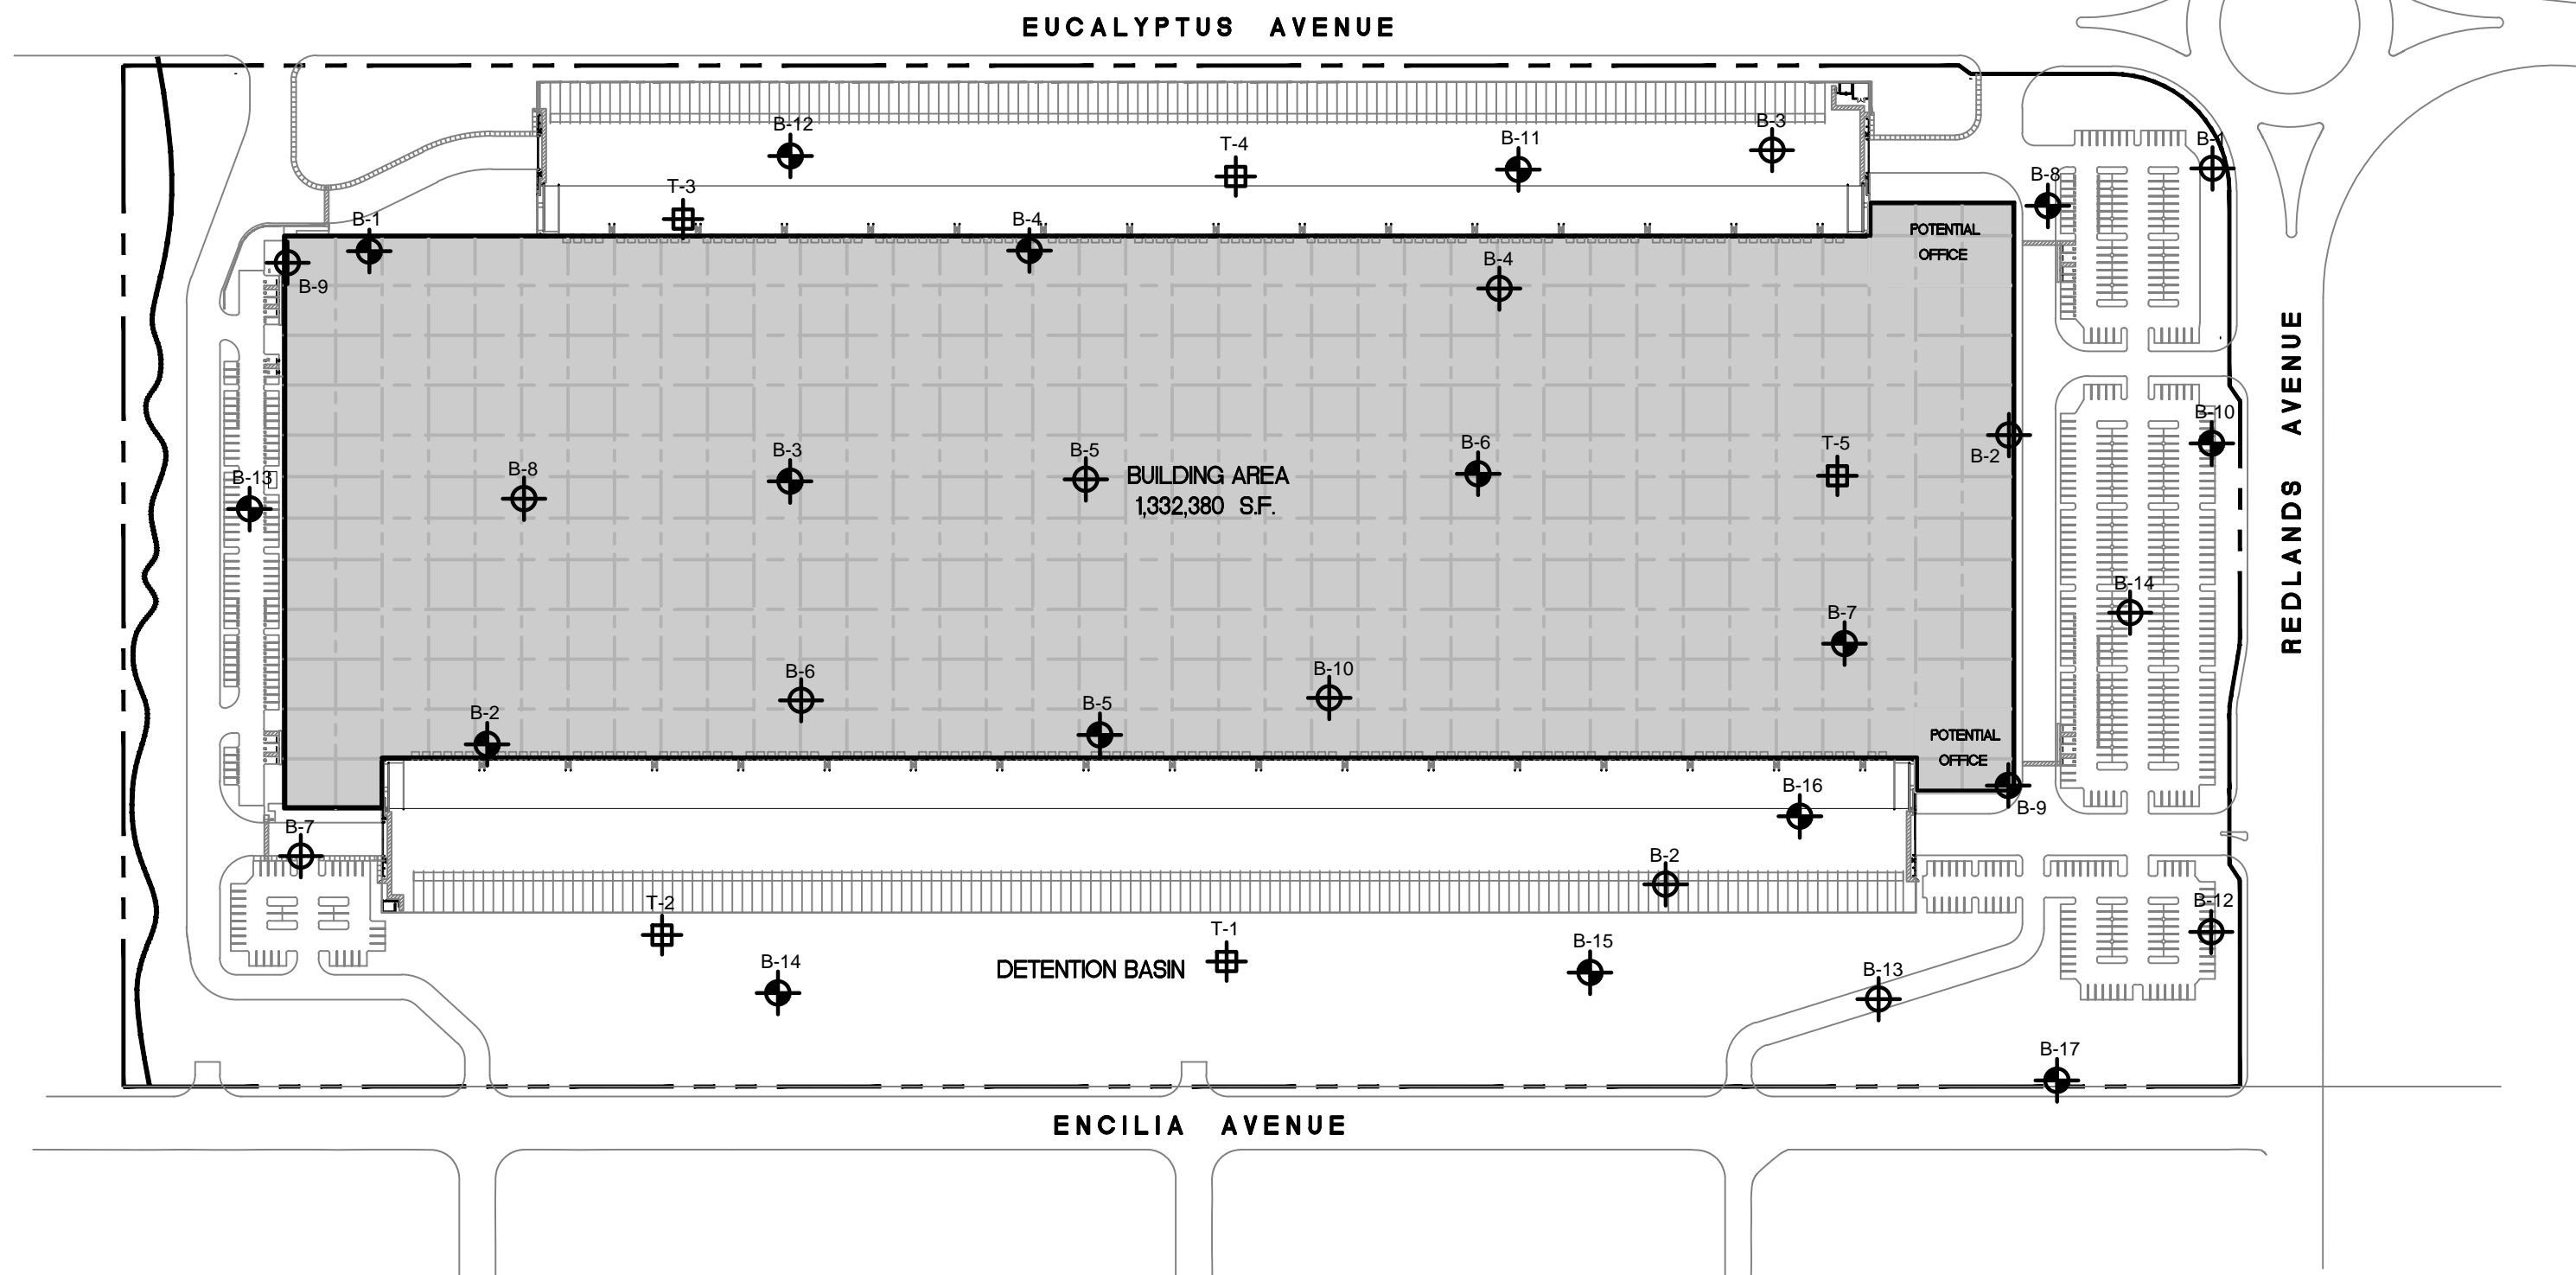 EUCALYPTUS AVENUE
B-12
B-3
T-4
B-11
B-1
B-8
T-3
B-1
B-4
POTENTIAL
OFFICE
B-9
B-4
REDLANDS AVENUE
B-10
B-3
B-5
B-6
T-5
B-2
B-8
BUILDING AREA
1,332,380 S.F.
B-13
B-14
B-7
B-6
B-10
B-2
B-5
POTENTIAL
OFFICE
B-16
B-9
B-7
B-2
T-2
B-12
T-1
B-15
B-14
DETENTION BASIN
B-13
B-17
ENCILIA AVENUE